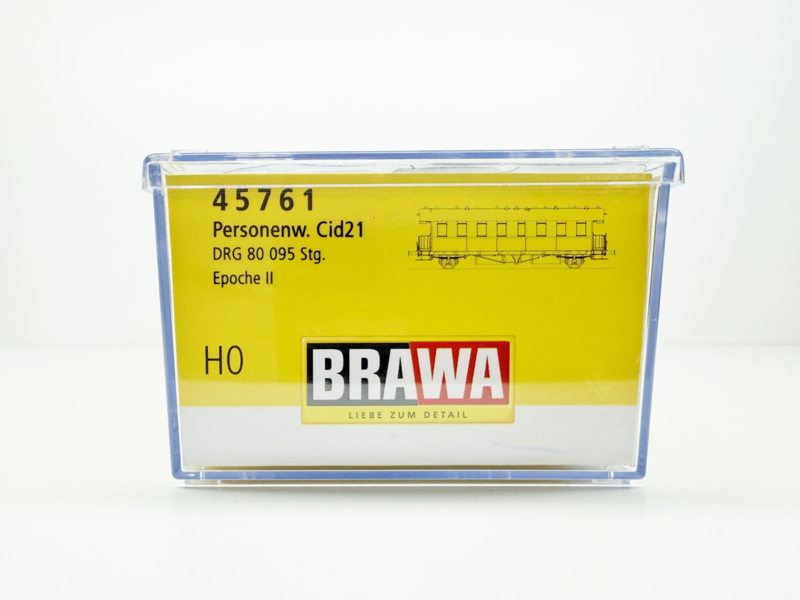 45761
Personenw. Cid21
DRG 80 095 Stg.
Epoche II
H0
BRAWA
LIEBE ZUM DETAIL